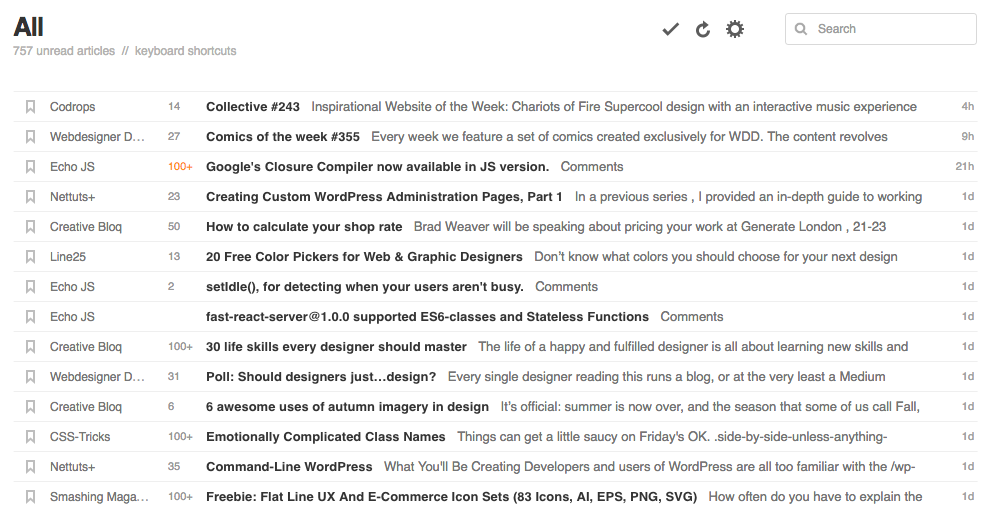 All
757 unread articles // keyboard shortcuts
Search
Codrops 14 Collective #243 Inspirational Website of the Week: Chariots of Fire Supercool design with an interactive music experience 4h
Webdesigner D… 27 Comics of the week #355 Every week we feature a set of comics created exclusively for WDD. The content revolves 9h
Echo JS 100+ Google's Closure Compiler now available in JS version. Comments 21h
Nettuts+ 23 Creating Custom WordPress Administration Pages, Part 1 In a previous series , I provided an in-depth guide to working 1d
Creative Bloq 50 How to calculate your shop rate Brad Weaver will be speaking about pricing your work at Generate London , 21-23 1d
Line25 13 20 Free Color Pickers for Web & Graphic Designers Don't know what colors you should choose for your next design 1d
Echo JS 2 setIdle(), for detecting when your users aren't busy. Comments 1d
Echo JS fast-react-server@1.0.0 supported ES6-classes and Stateless Functions Comments 1d
Creative Bloq 100+ 30 life skills every designer should master The life of a happy and fulfilled designer is all about learning new skills and 1d
Webdesigner D… 31 Poll: Should designers just…design? Every single designer reading this runs a blog, or at the very least a Medium 1d
Creative Bloq 6 6 awesome uses of autumn imagery in design It's official: summer is now over, and the season that some of us call Fall, 1d
CSS-Tricks 100+ Emotionally Complicated Class Names Things can get a little saucy on Friday's OK. .side-by-side-unless-anything- 1d
Nettuts+ 35 Command-Line WordPress What You'll Be Creating Developers and users of WordPress are all too familiar with the /wp- 1d
Smashing Maga… 100+ Freebie: Flat Line UX And E-Commerce Icon Sets (83 Icons, AI, EPS, PNG, SVG) How often do you have to explain the 1d